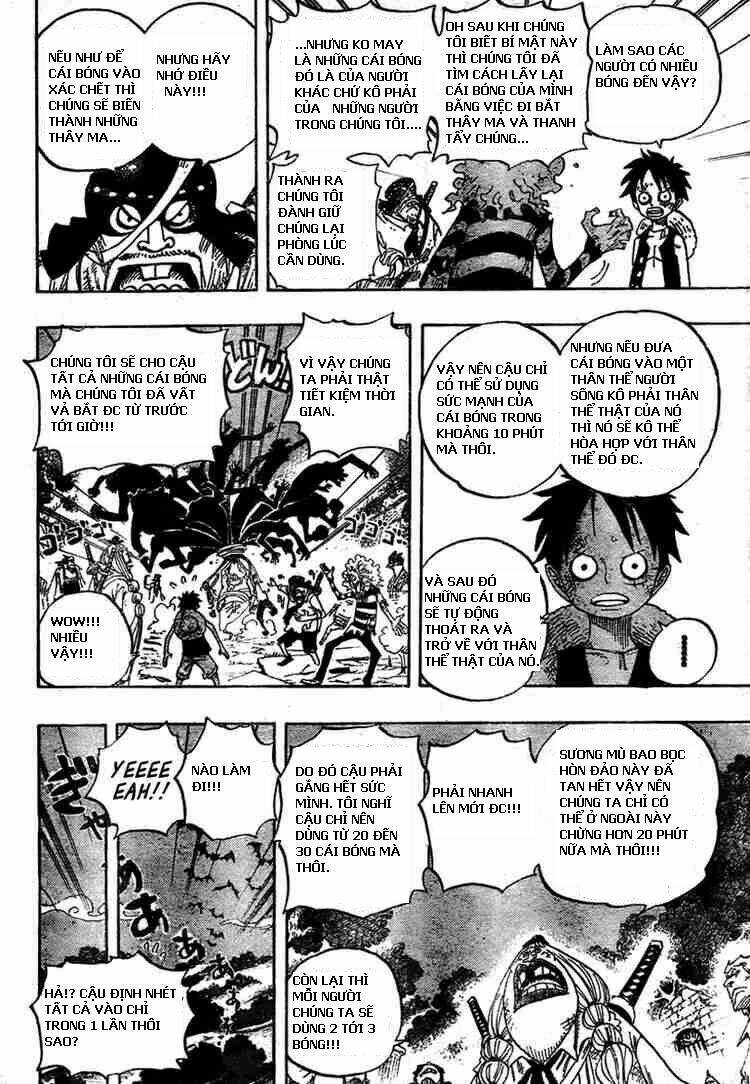 LÀM SAO CÁC
NGƯỜI CÓ
NHIỀU
BÓNG ĐẾN VẬY?
OH SAU KHI CHÚNG
TÔI BIẾT BÍ MẬT NÀY
THÌ CHÚNG TÔI ĐÃ
TÌM CÁCH LẤY LẠI
CÁI BÓNG CỦA MÌNH
BẰNG VIỆC ĐI BẮT
THÂY MA VÀ THANH
TẨY CHÚNG...
...NHƯNG KO MAY
LÀ NHỮNG CÁI BÓNG
ĐÓ LÀ CỦA NGƯỜI
KHÁC CHỨ KÔ PHẢI
CỦA NHỮNG NGƯỜI
TRONG CHÚNG TÔI....
THÀNH RA
CHÚNG TÔI
ĐÀNH GIỮ
CHÚNG LẠI
PHÒNG LÚC
CẦN DÙNG.
NHƯNG HÃY
NHỚ ĐIỀU
NÀY!!!
NẾU NHƯ ĐỂ
CÁI BÓNG VÀO
XÁC CHẾT THÌ
CHÚNG SẼ BIẾN
THÀNH NHỮNG
THÂY MA...
NHƯNG NẾU ĐƯA
CÁI BÓNG VÀO MỘT
THÂN THỂ NGƯỜI
SỐNG KÔ PHẢI THÂN
THỂ THẬT CỦA NÓ
THÌ NÓ SẼ KÔ THỂ
HÒA HỢP VỚI THÂN
THỂ ĐÓ ĐC.
VẬY NÊN CẬU CHỈ
CÓ THỂ SỬ DỤNG
SỨC MẠNH CỦA
CÁI BÓNG TRONG
KHOẢNG 10 PHÚT
MÀ THÔI.
VÀ SAU ĐÓ
NHỮNG CÁI BÓNG
SẼ TỰ ĐỘNG
THOÁT RA VÀ
TRỞ VỀ VỚI THÂN
THỂ THẬT CỦA NÓ.
VÌ VẬY CHÚNG
TA PHẢI THẬT
TIẾT KIỆM THỜI
GIAN.
どん!!
CHÚNG TÔI SẼ CHO CẬU
TẤT CẢ NHỮNG CÁI BÓNG
MÀ CHÚNG TÔI ĐÃ VẤT
VẢ BẮT ĐC TỪ TRƯỚC
TỚI GIỜ!!!
ゴゴゴ
ゴゴゴ
WOW!!!
NHIỀU
VẬY!!!
SƯƠNG MÙ BAO BỌC
HÒN ĐẢO NÀY ĐÃ
TAN HẾT VẬY NÊN
CHÚNG TA CHỈ CÓ
THỂ Ở NGOÀI NÀY
CHỪNG HƠN 20 PHÚT
NỮA MÀ THÔI!!!
PHẢI NHANH
LÊN MỚI ĐC!!!
DO ĐÓ CẬU PHẢI
GẮNG HẾT SỨC
MÌNH. TÔI NGHĨ
CẬU CHỈ NÊN
DÙNG TỪ 20 ĐẾN
30 CÁI BÓNG MÀ
THÔI.
CÒN LẠI THÌ
MỖI NGƯỜI
CHÚNG TA SẼ
DÙNG 2 TỚI 3
BÓNG!!!
NÀO LÀM
ĐI!!!
YEEEE
EAH!!
HẢ!? CẬU ĐỊNH NHÉT
TẤT CẢ VÀO CHỈ
TRONG 1 LẦN THÔI
SAO?